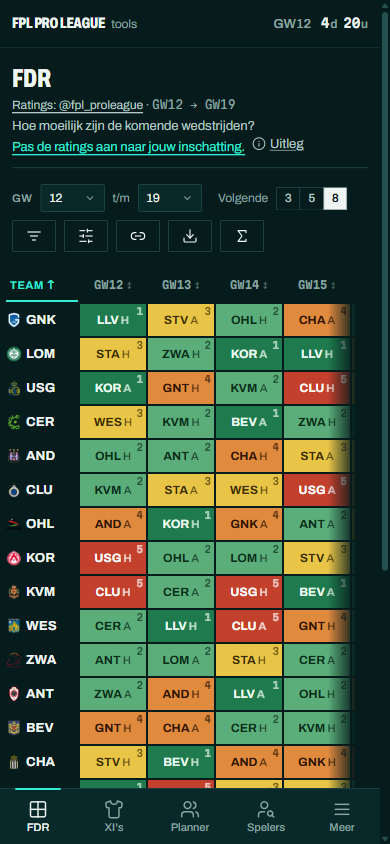 FPL PRO LEAGUE tools GW12 4d 20u
FDR
Ratings: @fpl_proleague · GW12 → GW19
Hoe moeilijk zijn de komende wedstrijden?
Pas de ratings aan naar jouw inschatting. Uitleg
GW 12 t/m 19 Volgende 3 5 8
Σ
TEAM ↑ GW12 ↕ GW13 ↕ GW14 ↕ GW15 ↕
GNK LLV H 1 STV A 3 OHL H 2 CHA A 4
LOM STA H 3 ZWA H 2 KOR A 1 LLV H 1
USG KOR A 1 GNT H 4 KVM A 2 CLU H 5
CER WES H 3 KVM H 2 BEV A 1 ZWA H 2
AND OHL H 2 ANT A 2 CHA H 4 STA A 3
CLU KVM A 2 STA A 3 WES H 3 USG A 5
OHL AND A 4 KOR H 1 GNK A 4 ANT A 2
KOR USG H 5 OHL A 2 LOM H 2 STV A 3
KVM CLU H 5 CER A 2 USG H 5 BEV A 1
WES CER A 2 LLV H 1 CLU A 5 GNT H 4
ZWA ANT H 2 LOM A 2 STA H 3 CER A 2
ANT ZWA A 2 AND H 4 LLV A 1 OHL H 2
BEV GNT H 4 CHA A 4 CER H 2 KVM H 2
CHA STV H 3 BEV H 1 AND A 4 GNK H 4
FDR XI's Planner Spelers Meer